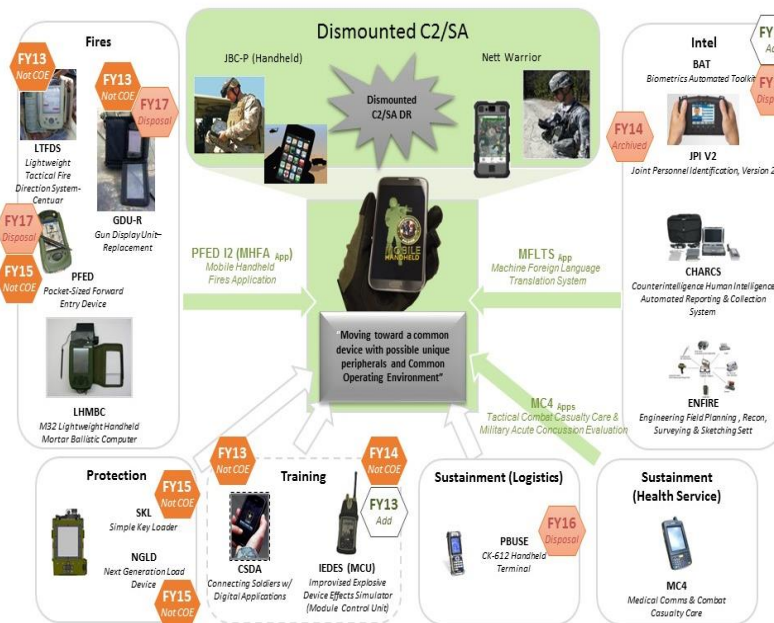 Dismounted C2/SA
JBC-P (Handheld)
Nett Warrior
Dismounted
C2/SA DR
Fires
FY13
Not COE
FY13
Not COE
FY17
Disposal
LTFDS
Lightweight
Tactical Fire
Direction System-
Centuar
GDU-R
Gun Display Unit–
Replacement
FY17
Disposal
FY15
Not COE
PFED
Pocket-Sized Forward
Entry Device
LHMBC
M32 Lightweight Handheld
Mortar Ballistic Computer
PFED I2 (MHFA App)
Mobile Handheld
Fires Application
MOBILE
HANDHELD
MFLTS App
Machine Foreign Language
Translation System
"Moving toward a common
device with possible unique
peripherals and Common
Operating Environment"
MC4 Apps
Tactical Combat Casualty Care &
Military Acute Concussion Evaluation
Intel
BAT
Biometrics Automated Toolkit
FY14
Archived
JPI V2
Joint Personnel Identification, Version 2
CHARCS
Counterintelligence Human Intelligence
Automated Reporting & Collection
System
ENFIRE
Engineering Field Planning , Recon,
Surveying & Sketching Sett
Protection
FY15
Not COE
SKL
Simple Key Loader
NGLD
Next Generation Load
Device
FY15
Not COE
FY13
Not COE
Training
FY14
Not COE
FY13
Add
CSDA
Connecting Soldiers w/
Digital Applications
IEDES (MCU)
Improvised Explosive
Device Effects Simulator
(Module Control Unit)
Sustainment (Logistics)
FY16
Disposal
PBUSE
CK-612 Handheld
Terminal
Sustainment
(Health Service)
MC4
Medical Comms & Combat
Casualty Care